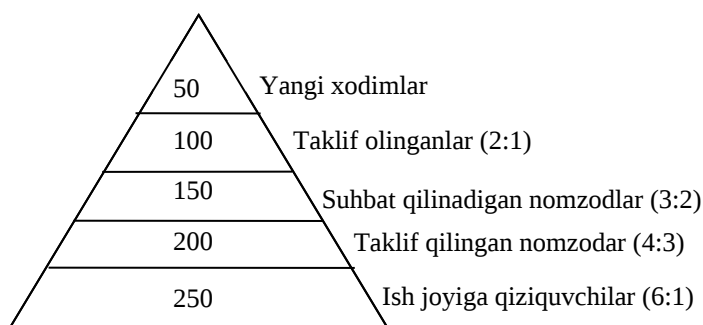 50 Yangi xodimlar
100 Taklif olinganlar (2:1)
150 Suhbat qilinadigan nomzodlar (3:2)
200 Taklif qilingan nomzodar (4:3)
250 Ish joyiga qiziquvchilar (6:1)